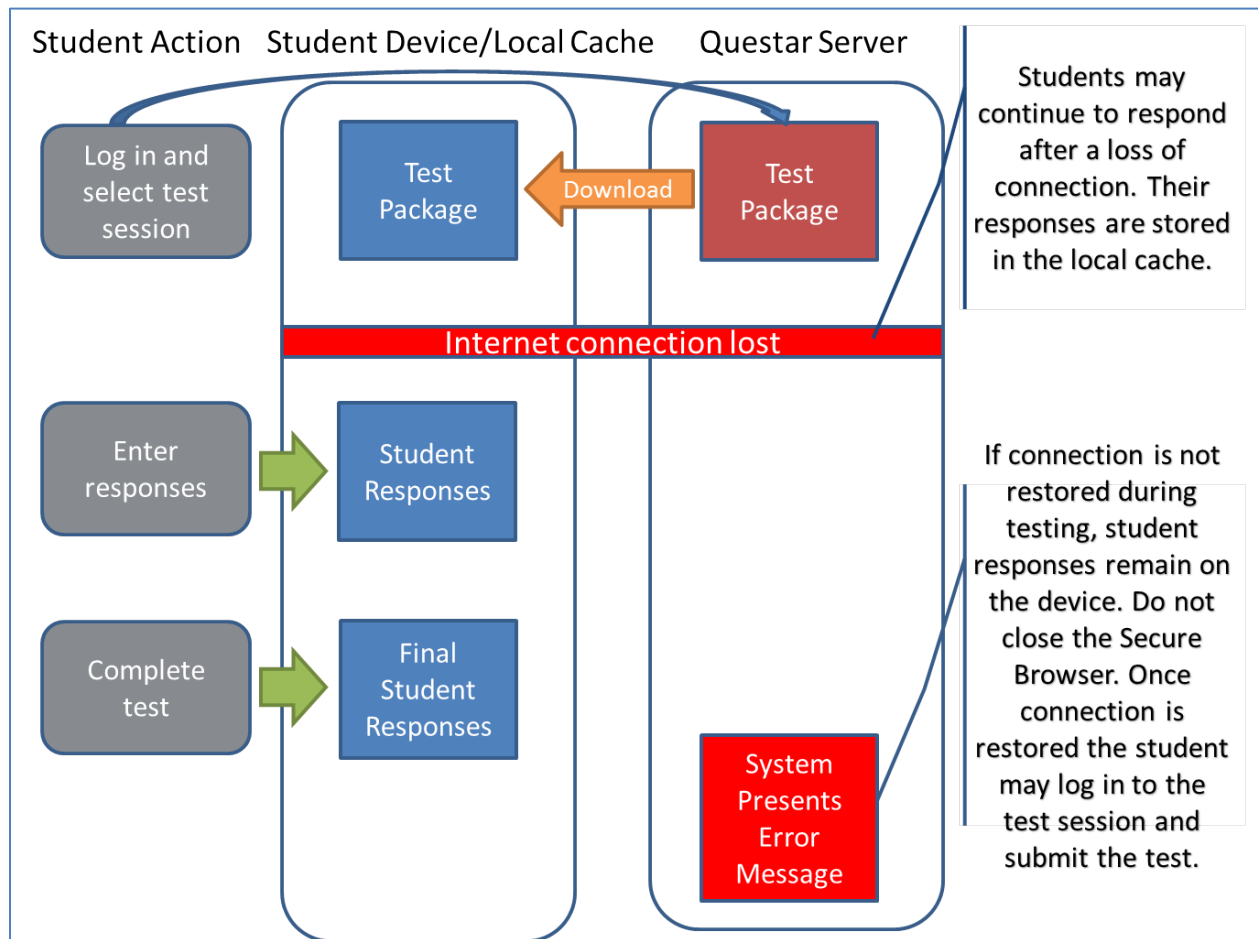 Student Action
Student Device/Local Cache
Questar Server
Log in and
select test
session
Test
Package
Download
Test
Package
Students may
continue to respond
after a loss of
connection. Their
responses are stored
in the local cache.
Internet connection lost
Enter
responses
Student
Responses
If connection is not
restored during
testing, student
responses remain on
the device. Do not
close the Secure
Browser. Once
connection is
restored the student
may log in to the
test session and
submit the test.
Complete
test
Final
Student
Responses
System
Presents
Error
Message